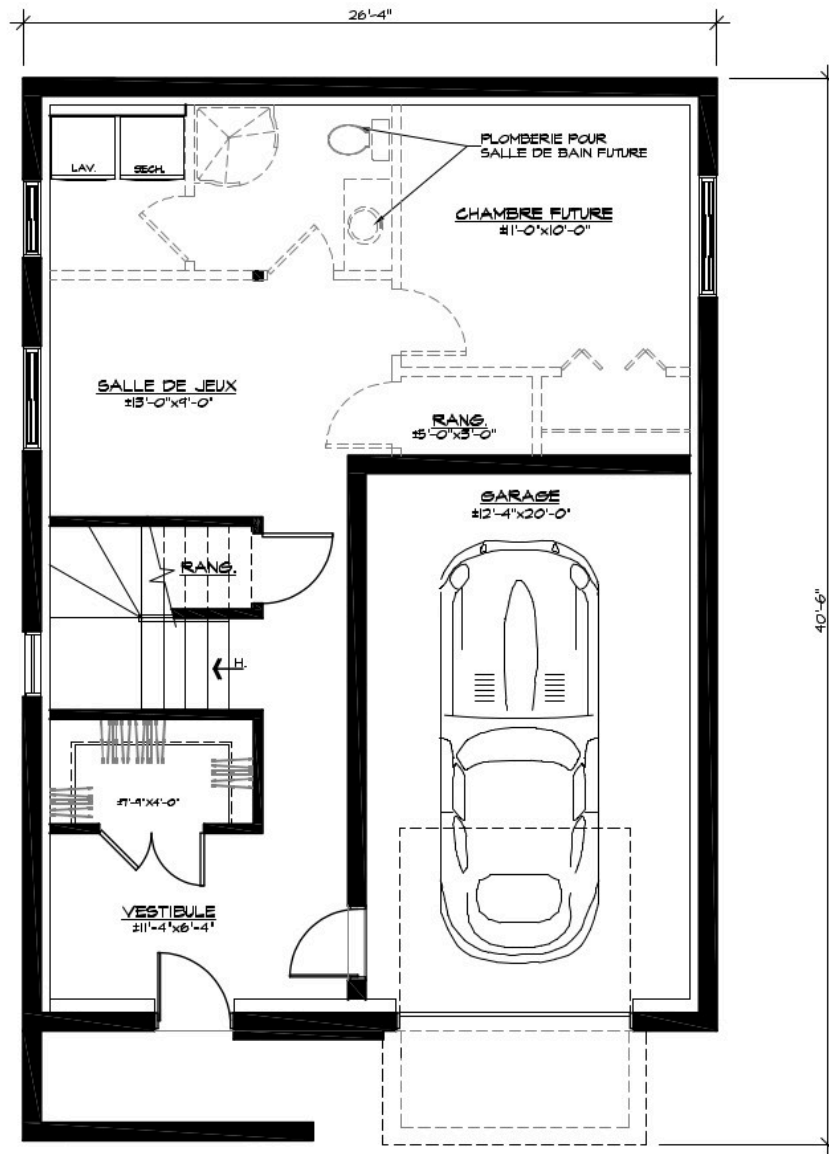 26'-4"
LAV.
SECH.
PLOMBERIE POUR
SALLE DE BAIN FUTURE
CHAMBRE FUTURE
±11'-0"x10'-0"
SALLE DE JEUX
±13'-0"x9'-0"
RANG.
±5'-0"x3'-0"
GARAGE
±12'-4"x20'-0"
RANG.
40'-6"
H.
±7'-9"x4'-0"
VESTIBULE
±11'-4"x6'-4"